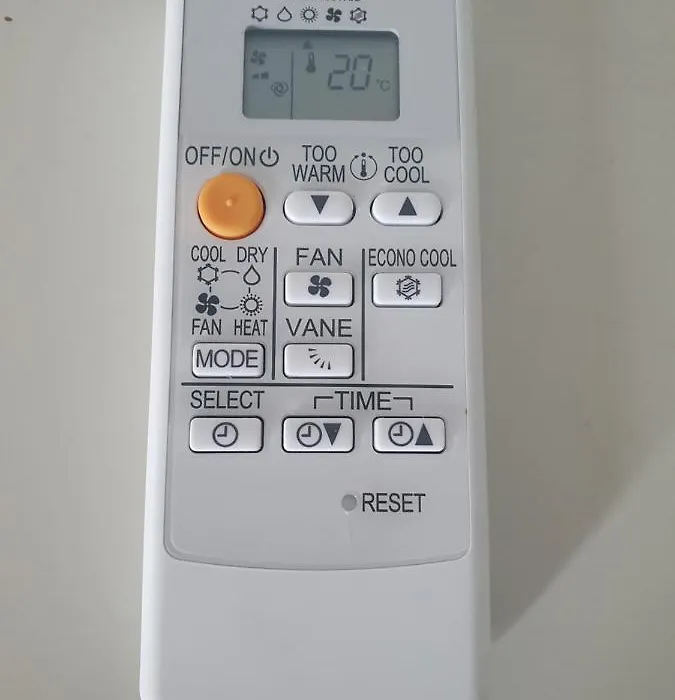 20 °C
OFF/ON
TOO WARM
TOO COOL
COOL DRY
FAN HEAT
MODE
FAN
VANE
ECONO COOL
SELECT
TIME
RESET